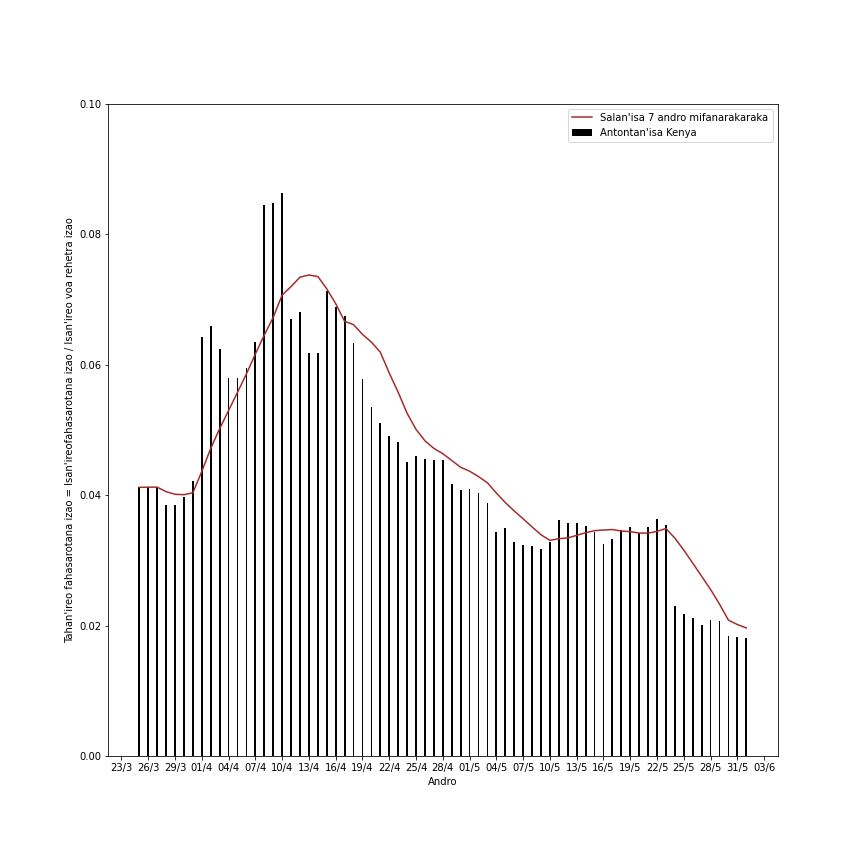 Salan'isa 7 andro mifanarakaraka
Antontan'isa Kenya
0.10
0.08
0.06
0.04
0.02
0.00
Tahan'ireo fahasarotana izao = Isan'ireofahasarotana izao / Isan'ireo voa rehetra izao
23/3 26/3 29/3 01/4 04/4 07/4 10/4 13/4 16/4 19/4 22/4 25/4 28/4 01/5 04/5 07/5 10/5 13/5 16/5 19/5 22/5 25/5 28/5 31/5 03/6
Andro